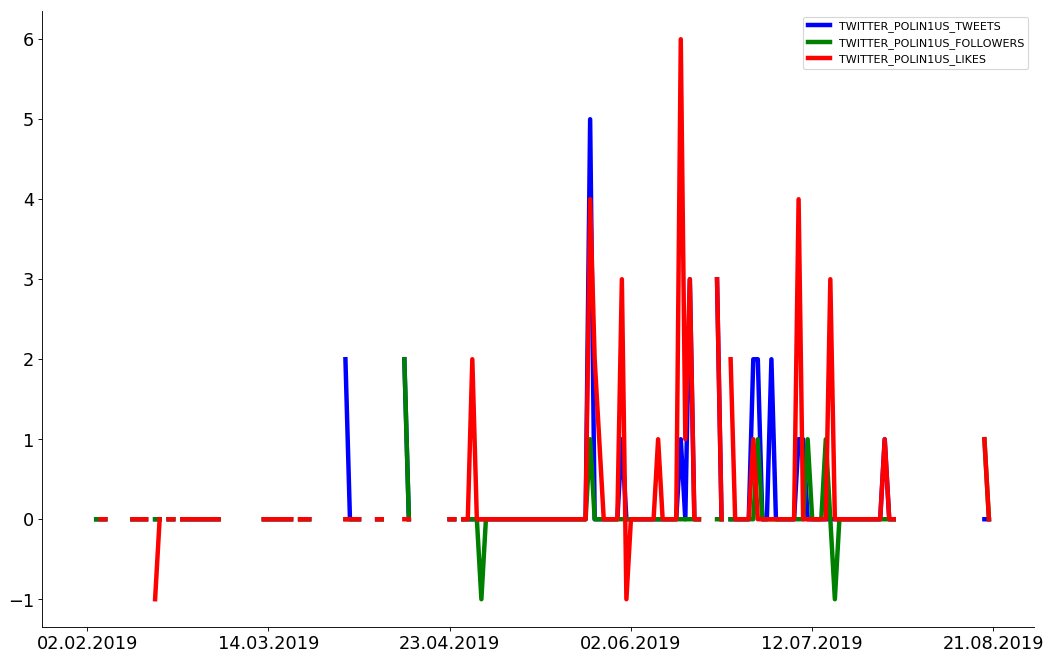 TWITTER_POLIN1US_TWEETS
TWITTER_POLIN1US_FOLLOWERS
TWITTER_POLIN1US_LIKES
6
5
4
3
2
1
0
−1
02.02.2019 14.03.2019 23.04.2019 02.06.2019 12.07.2019 21.08.2019